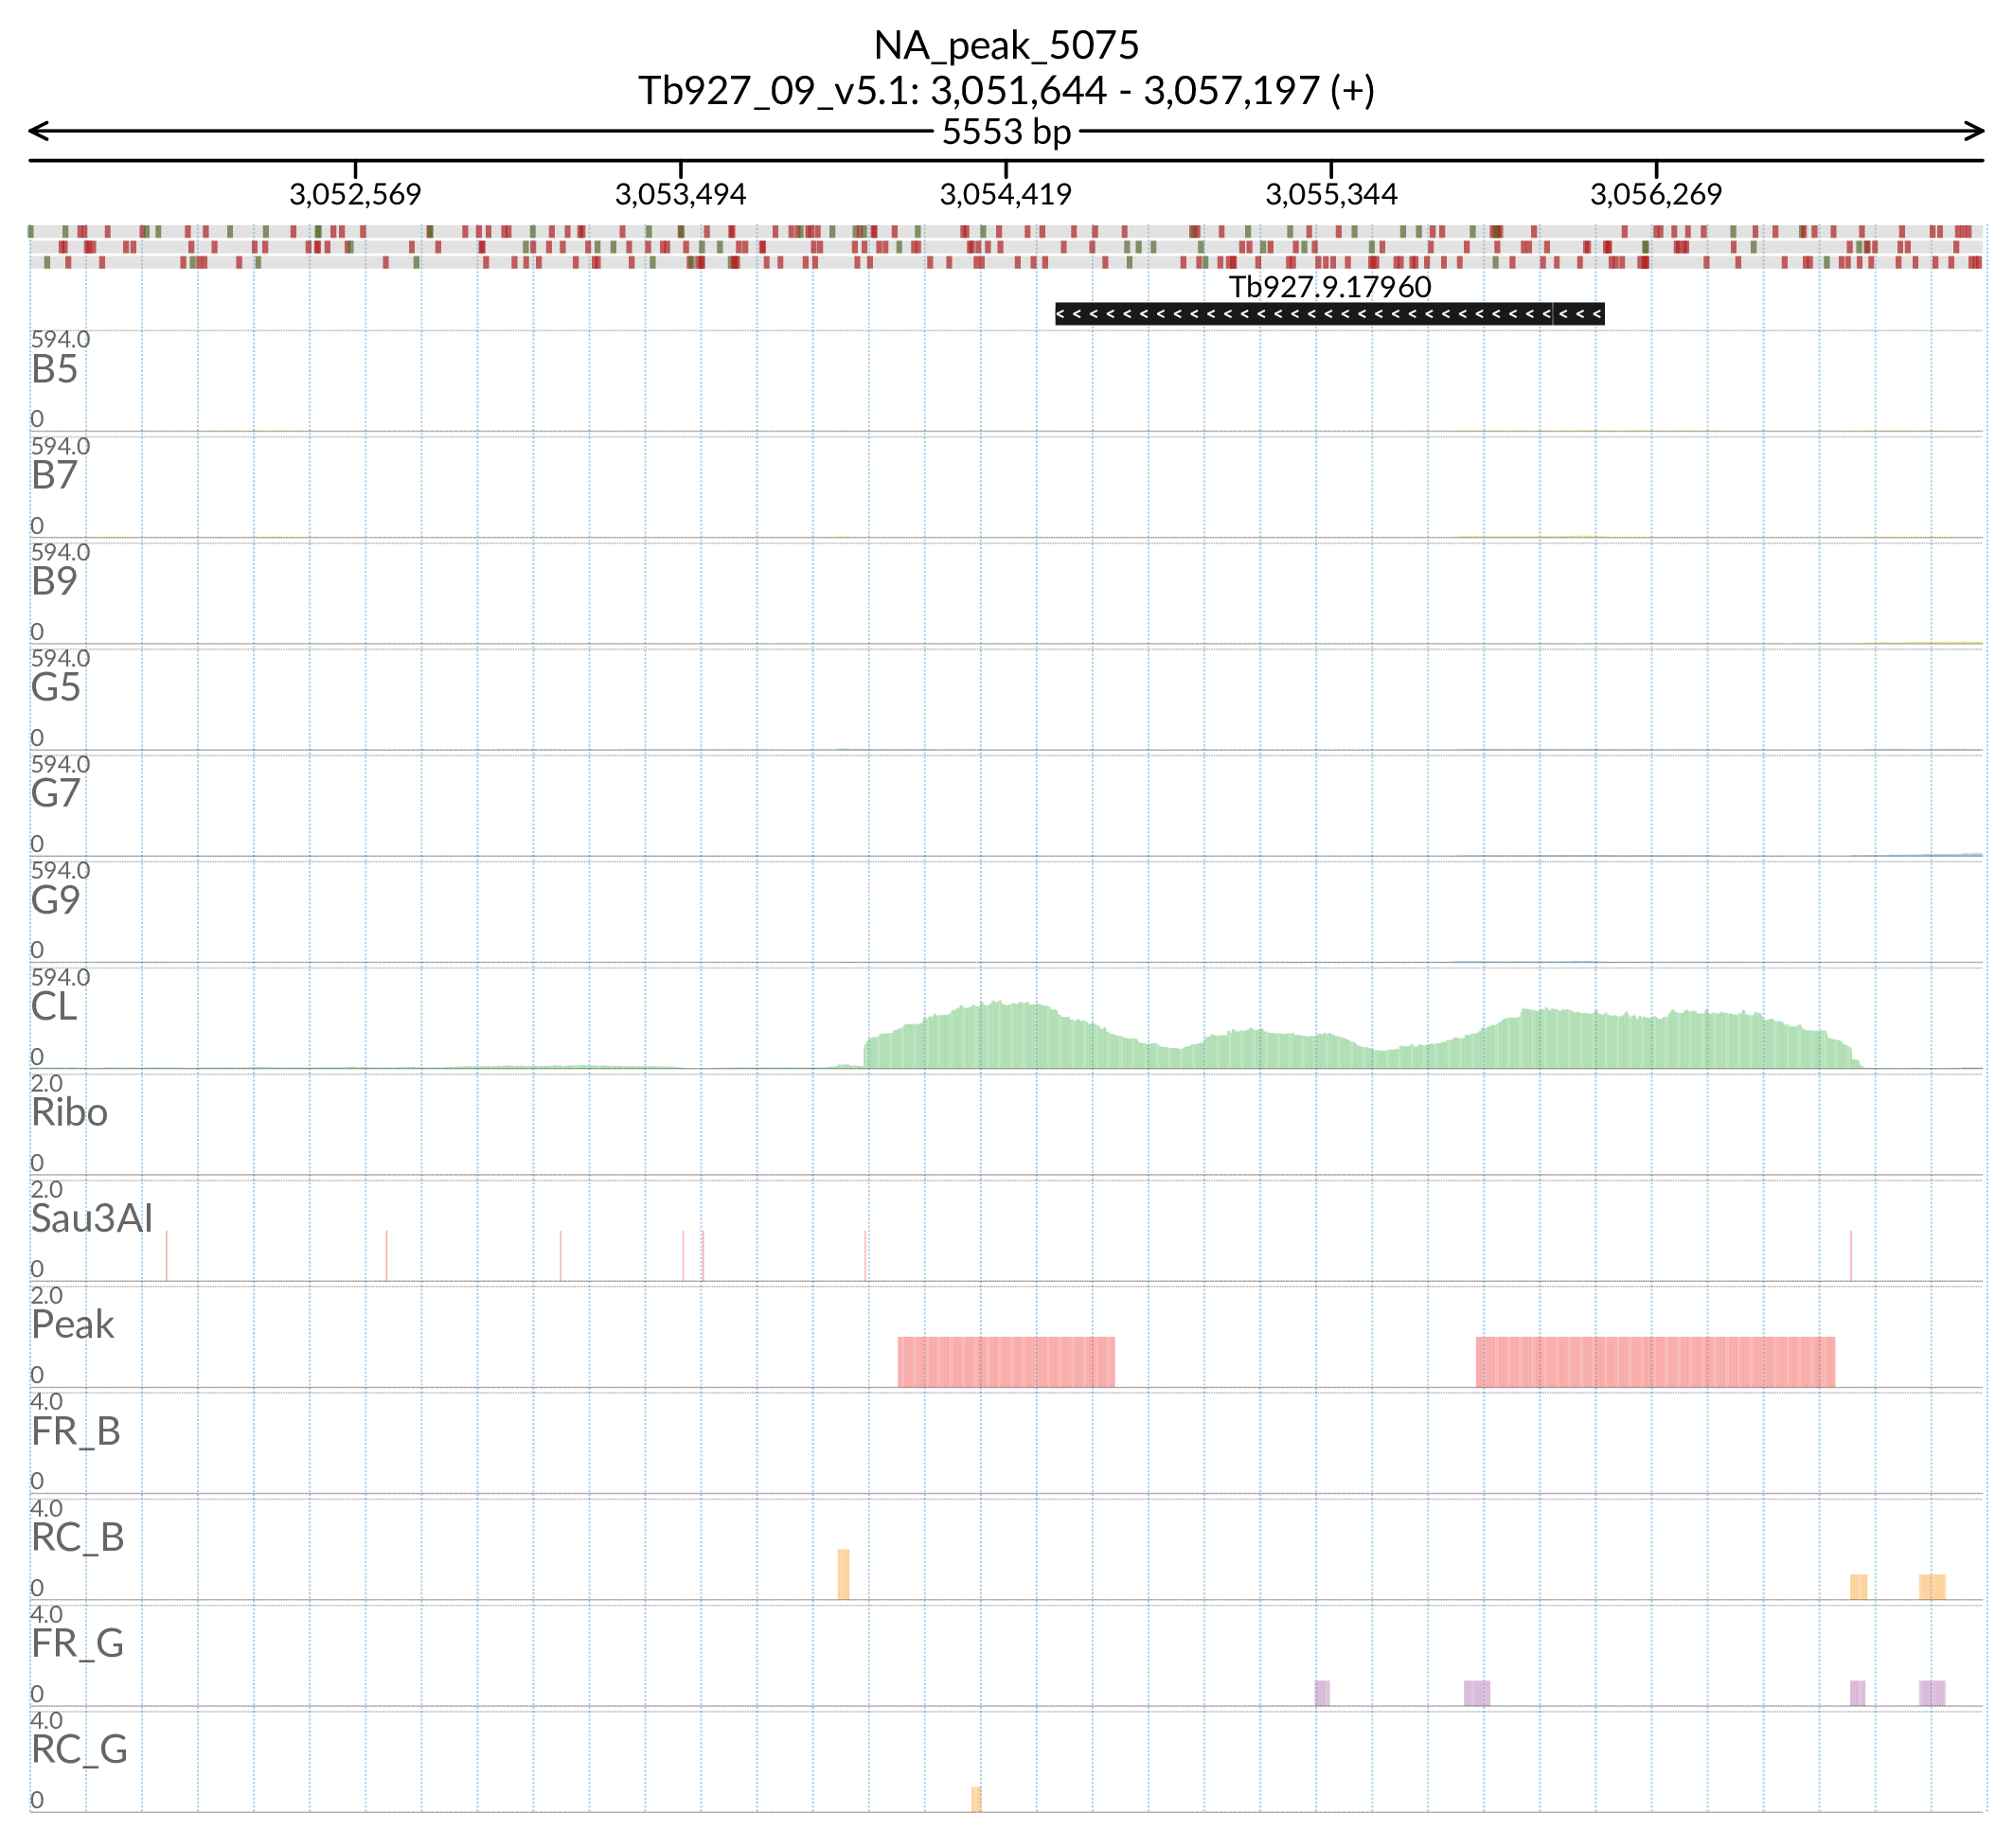 NA_peak_5075
Tb927_09_v5.1: 3,051,644 - 3,057,197 (+)
5553 bp
3,052,569 3,053,494 3,054,419 3,055,344 3,056,269
Tb927.9.17960
594.0
B5
0
594.0
B7
0
594.0
B9
0
594.0
G5
0
594.0
G7
0
594.0
G9
0
594.0
CL
0
2.0
Ribo
0
2.0
Sau3AI
0
2.0
Peak
0
4.0
FR_B
0
4.0
RC_B
0
4.0
FR_G
0
4.0
RC_G
0